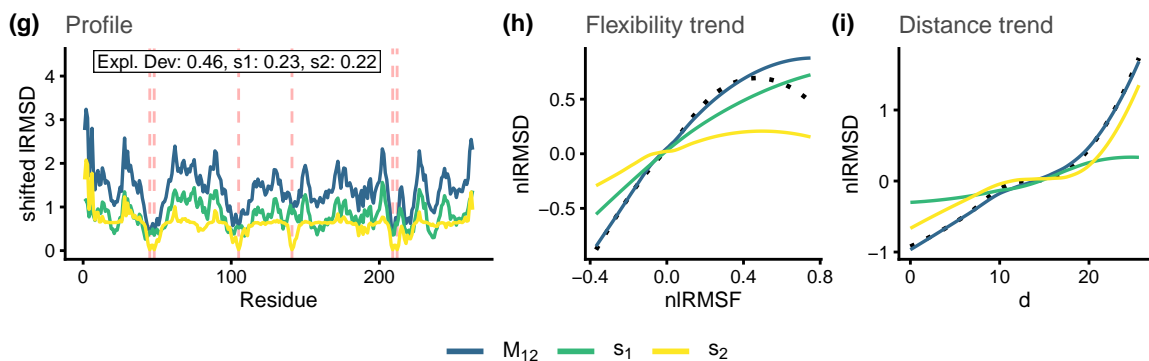 (g) Profile
Expl. Dev: 0.46, s1: 0.23, s2: 0.22
shifted lRMSD
4
3
2
1
0
0 100 200
Residue
(h) Flexibility trend
nlRMSD
0.5
0.0
−0.5
−0.4 0.0 0.4 0.8
nlRMSF
(i) Distance trend
nlRMSD
1
0
−1
0 10 20
d
M₁₂ s₁ s₂